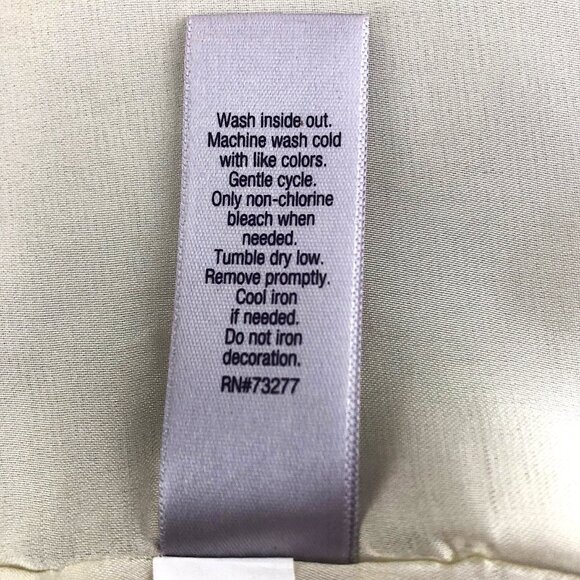 Wash inside out.
Machine wash cold
with like colors.
Gentle cycle.
Only non-chlorine
bleach when
needed.
Tumble dry low.
Remove promptly.
Cool iron
if needed.
Do not iron
decoration.
RN#73277